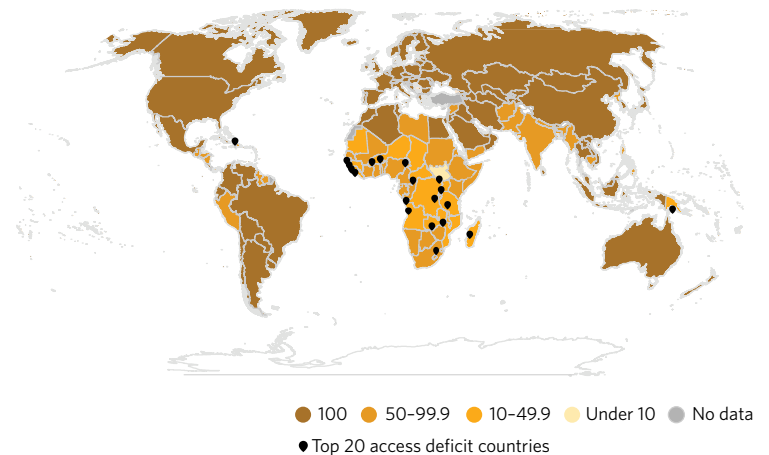 100 50–99.9 10–49.9 Under 10 No data
Top 20 access deficit countries